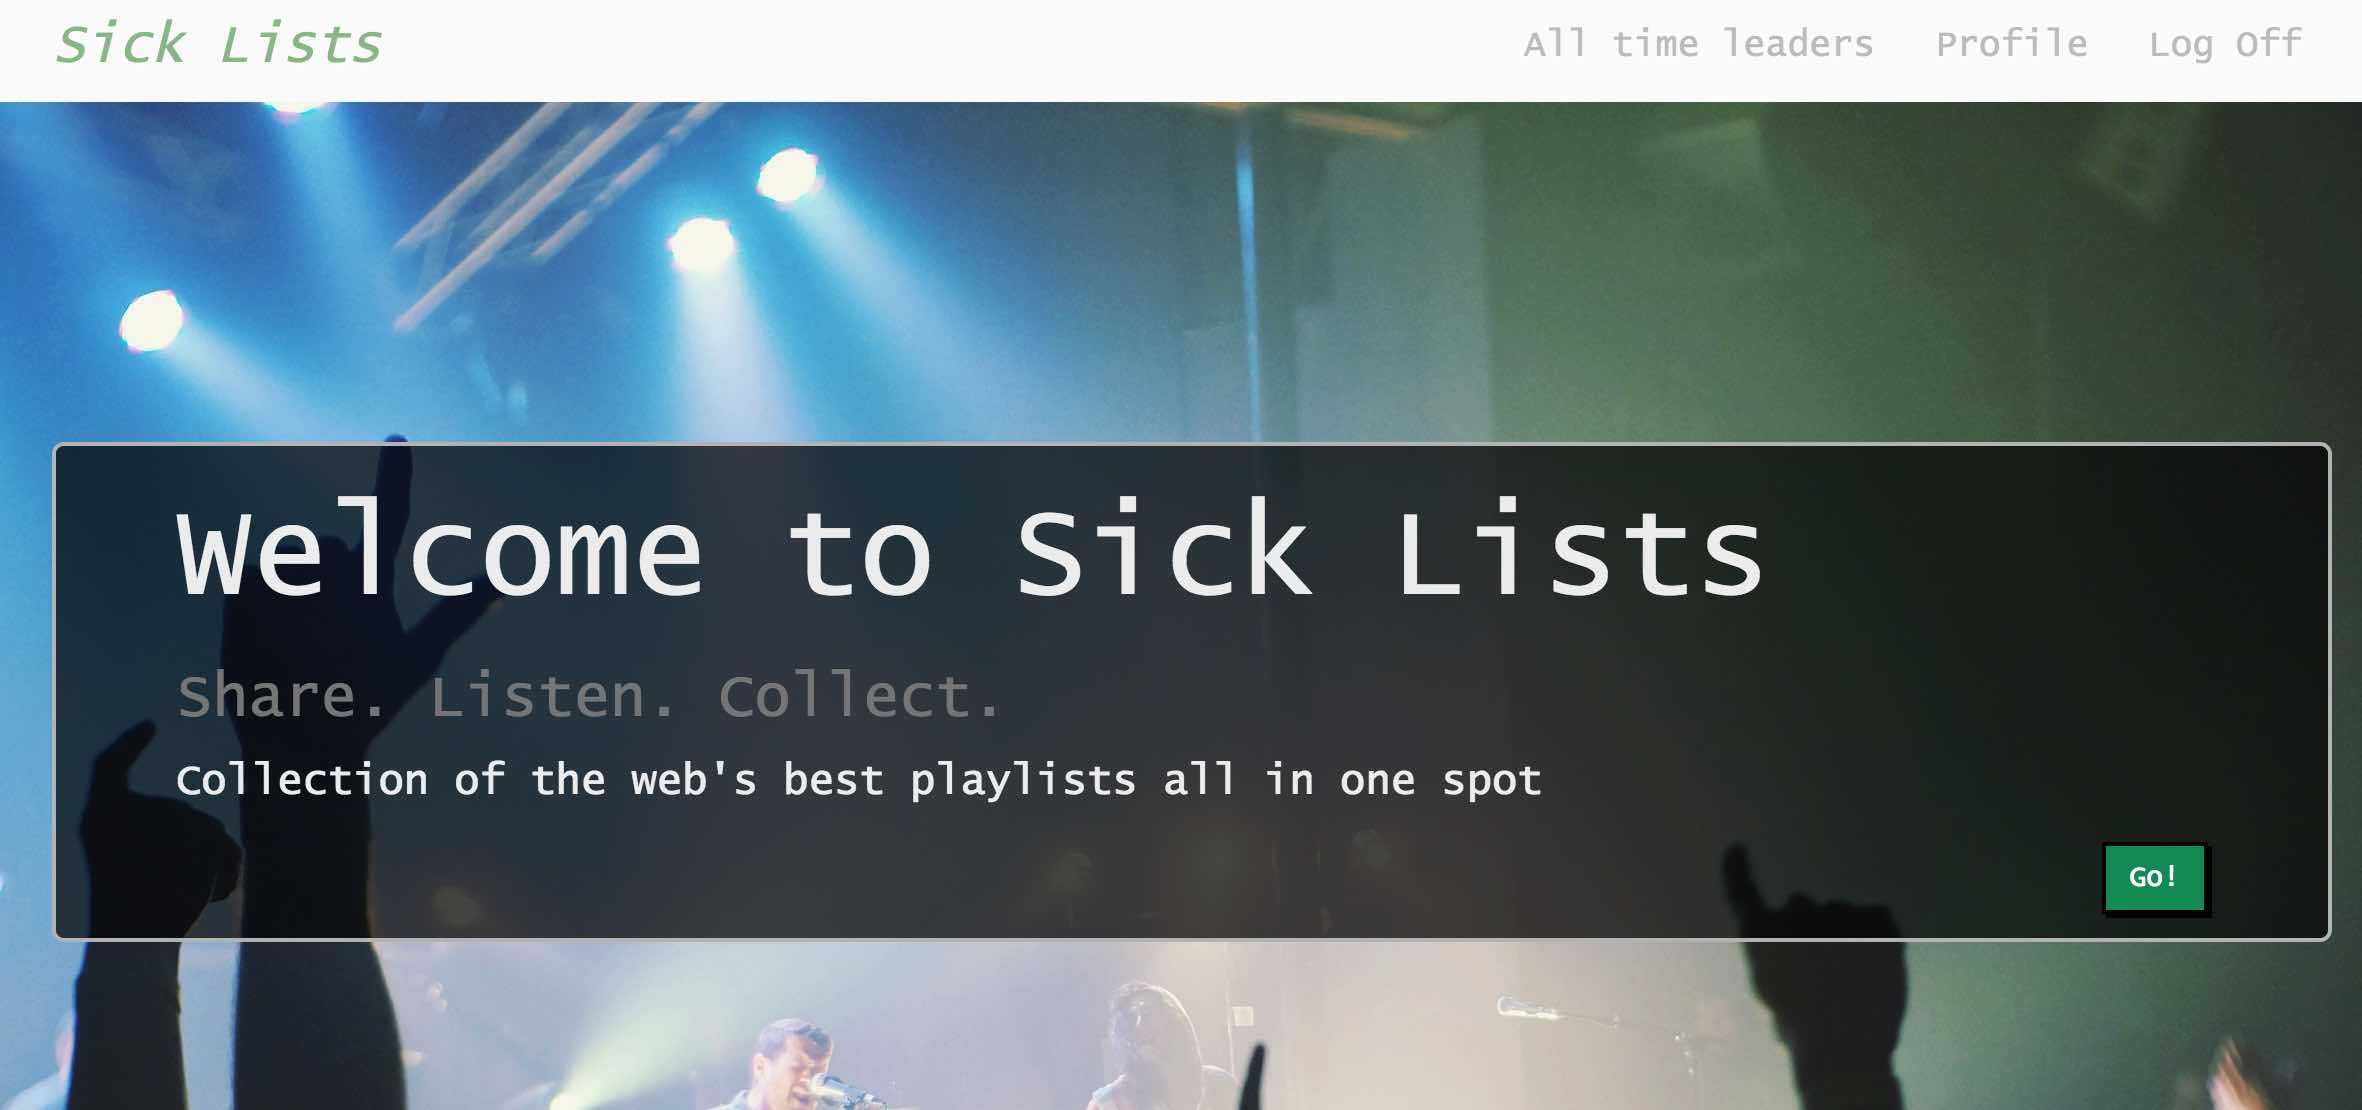 Sick Lists
All time leaders
Profile
Log Off
Welcome to Sick Lists
Share. Listen. Collect.
Collection of the web's best playlists all in one spot
Go!